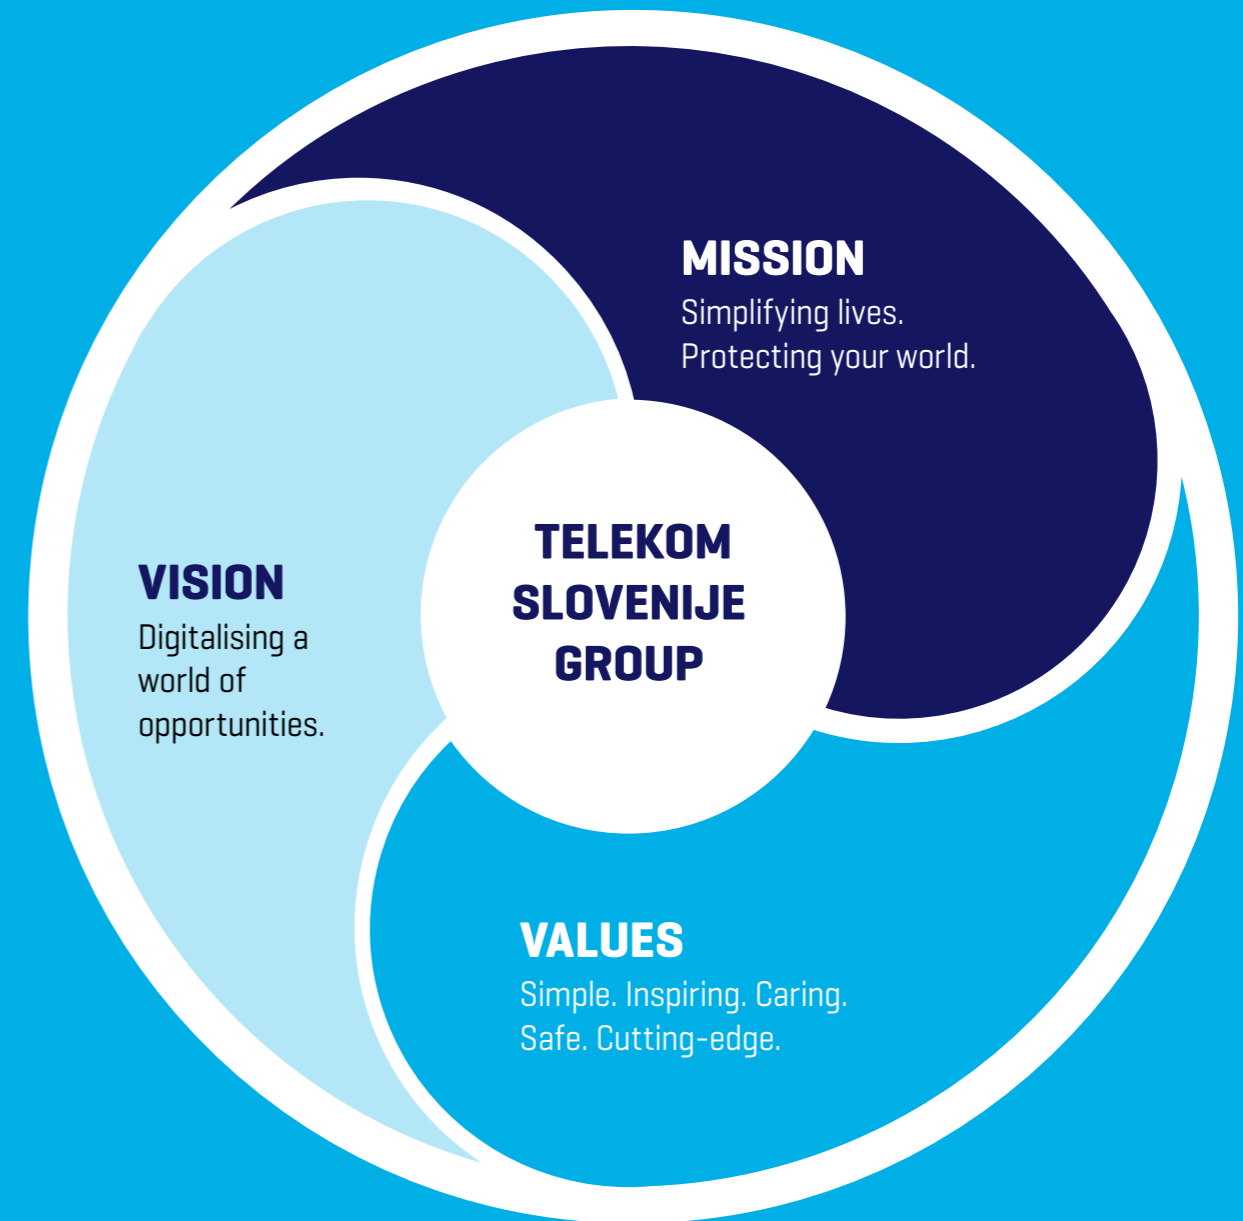 MISSION
Simplifying lives.
Protecting your world.
TELEKOM
SLOVENIJE
GROUP
VISION
Digitalising a
world of
opportunities.
VALUES
Simple. Inspiring. Caring.
Safe. Cutting-edge.